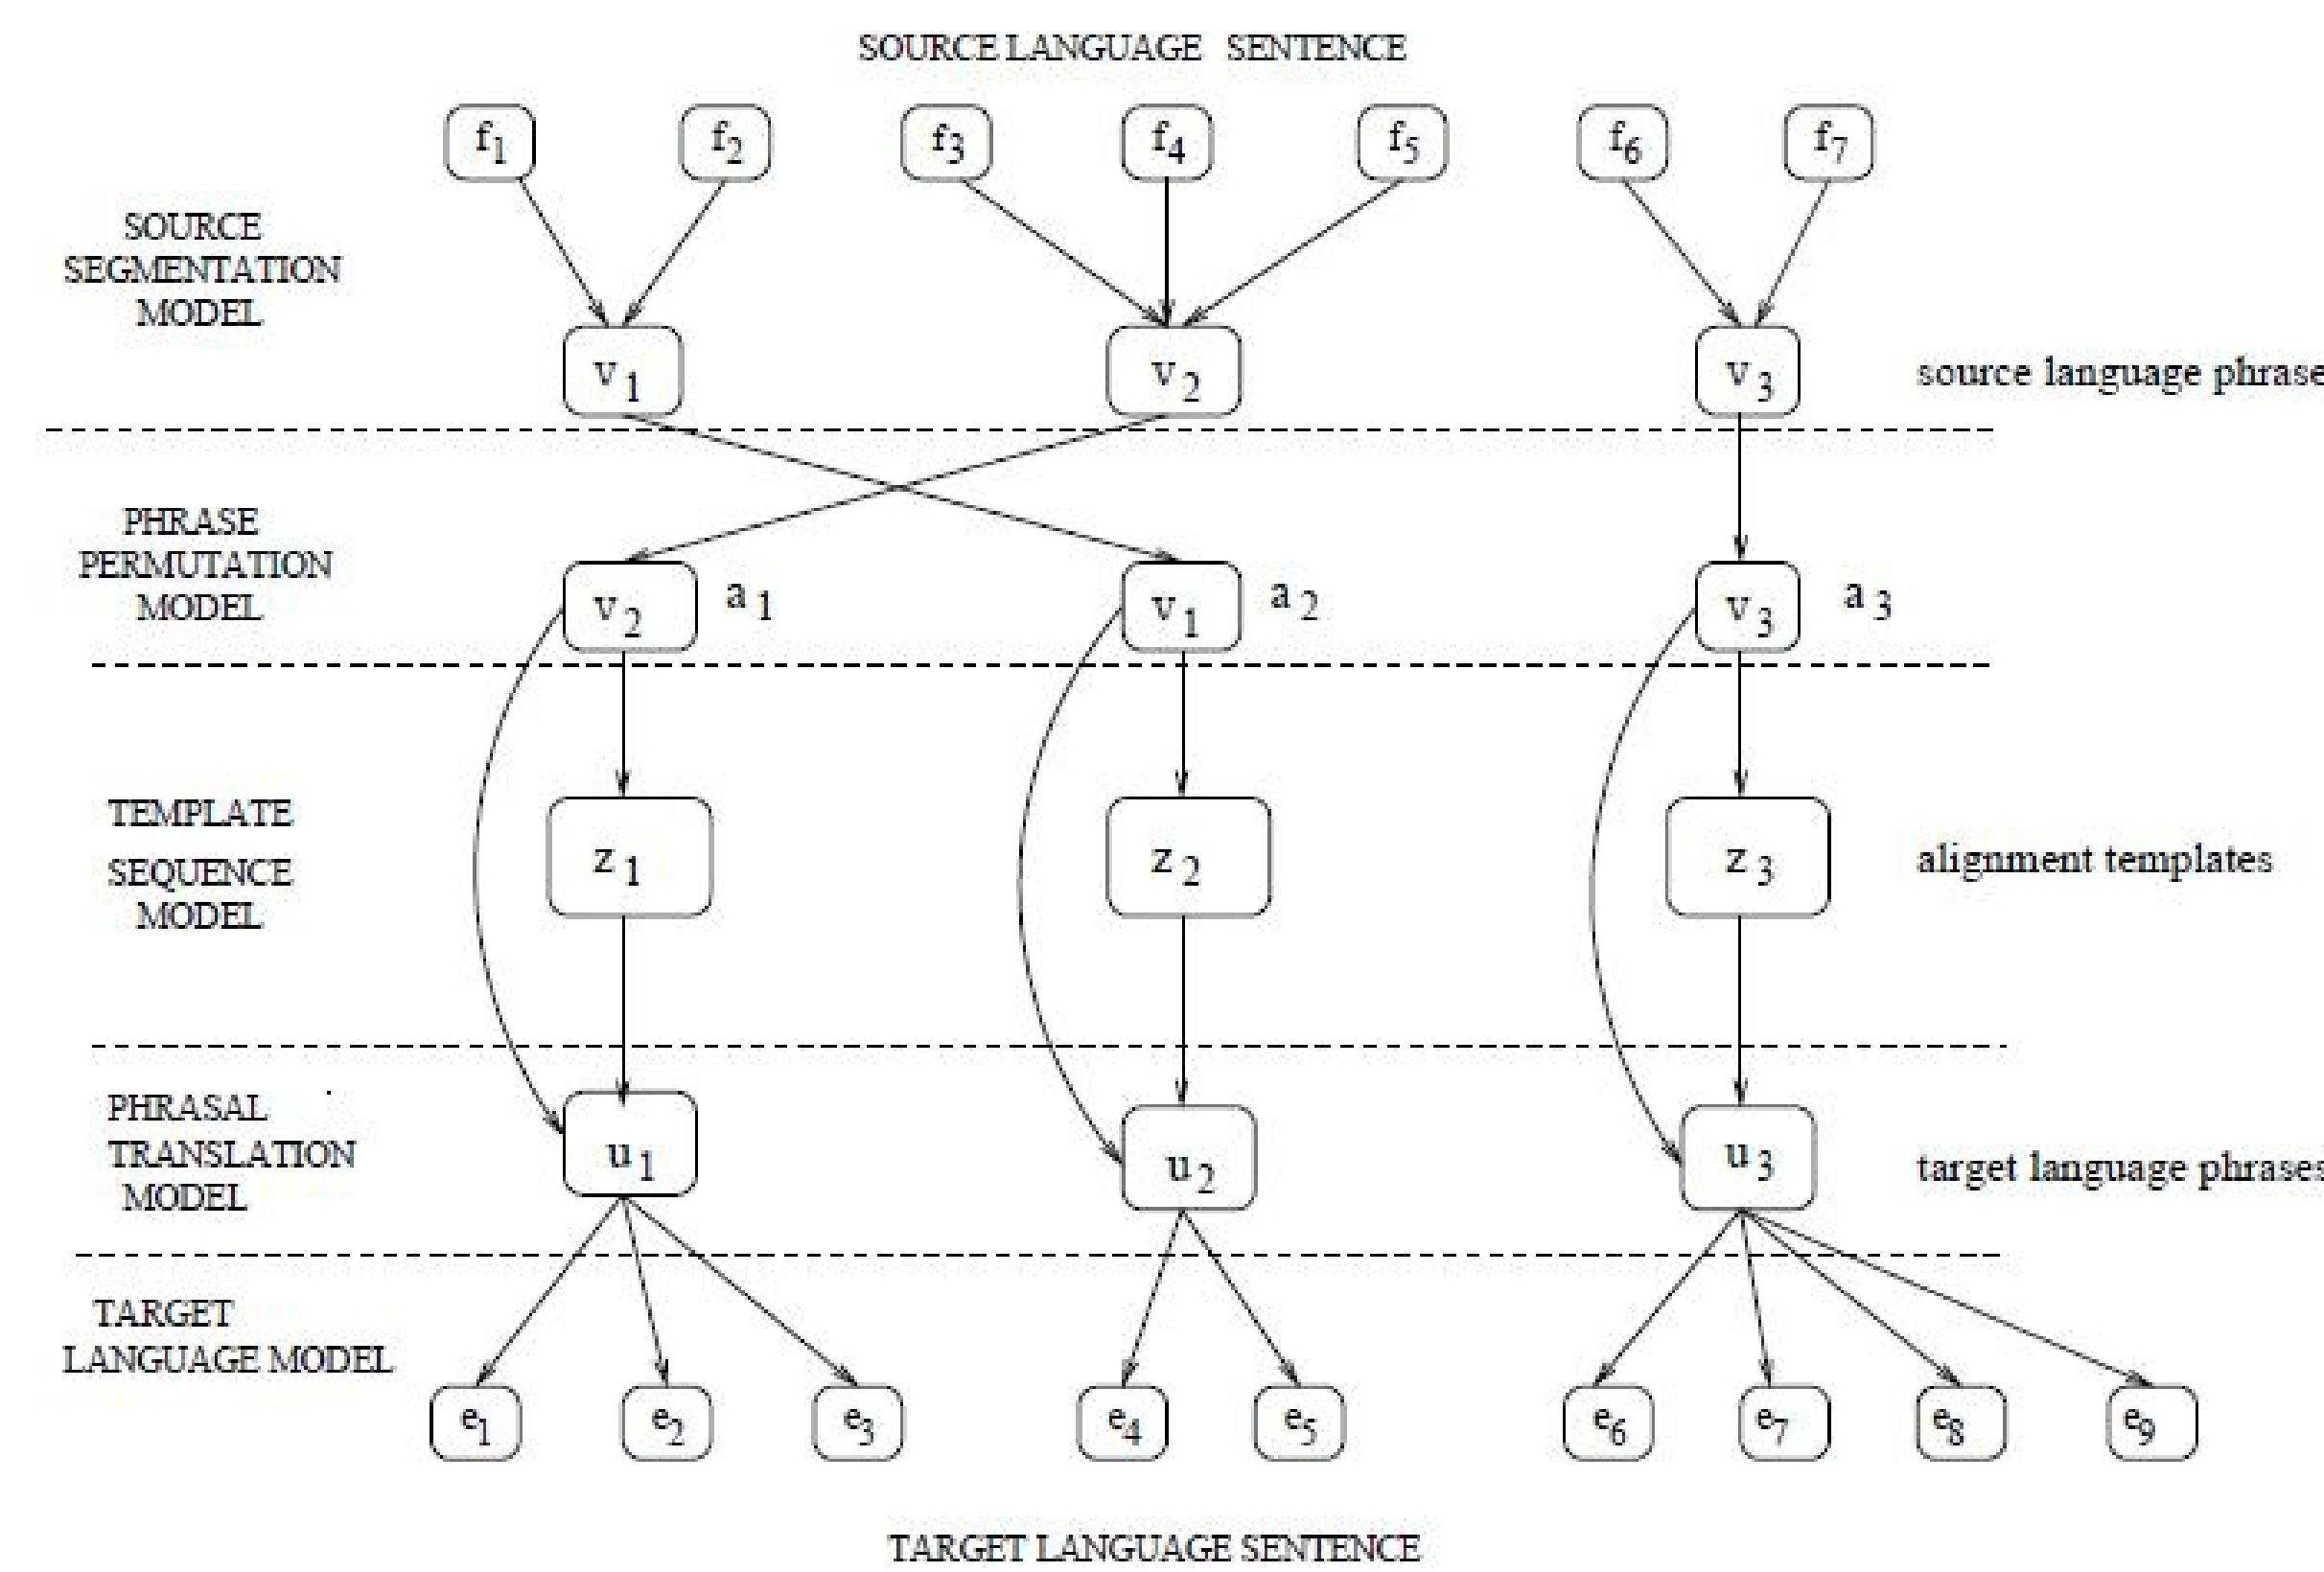 SOURCE LANGUAGE SENTENCE
f1 f2 f3 f4 f5 f6 f7
SOURCE
SEGMENTATION
MODEL
v1 v2 v3 source language phrase
PHRASE
PERMUTATION
MODEL
v2 a1 v1 a2 v3 a3
TEMPLATE
SEQUENCE
MODEL
z1 z2 z3 alignment templates
PHRASAL
TRANSLATION
MODEL
u1 u2 u3 target language phrases
TARGET
LANGUAGE MODEL
e1 e2 e3 e4 e5 e6 e7 e8 e9
TARGET LANGUAGE SENTENCE